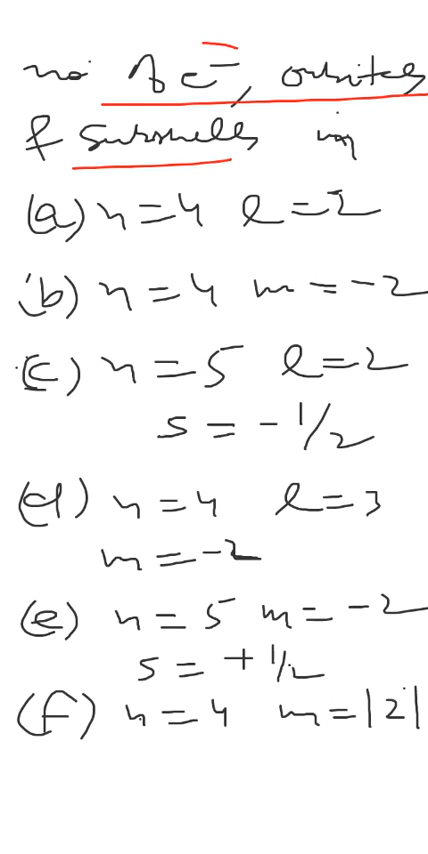 no of e⁻, orbitals
& subshells in
(a) n=4 l=2
(b) n=4 m=-2
(c) n=5 l=2
s=-1/2
(d) n=4 l=3
m=-2
(e) n=5 m=-2
s=+1/2
(f) n=4 m=|2|